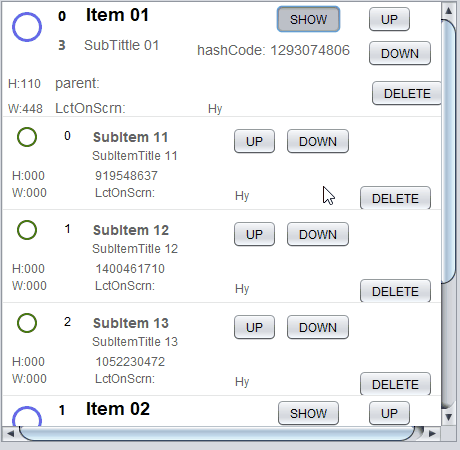 0 Item 01 SHOW UP
3 SubTittle 01 hashCode: 1293074806 DOWN
H:110 parent: DELETE
W:448 LctOnScrn: Hy
0 SubItem 11 UP DOWN
SubItemTitle 11
H:000 919548637
W:000 LctOnScrn: Hy DELETE
1 SubItem 12 UP DOWN
SubItemTitle 12
H:000 1400461710
W:000 LctOnScrn: Hy DELETE
2 SubItem 13 UP DOWN
SubItemTitle 13
H:000 1052230472
W:000 LctOnScrn: Hy DELETE
1 Item 02 SHOW UP